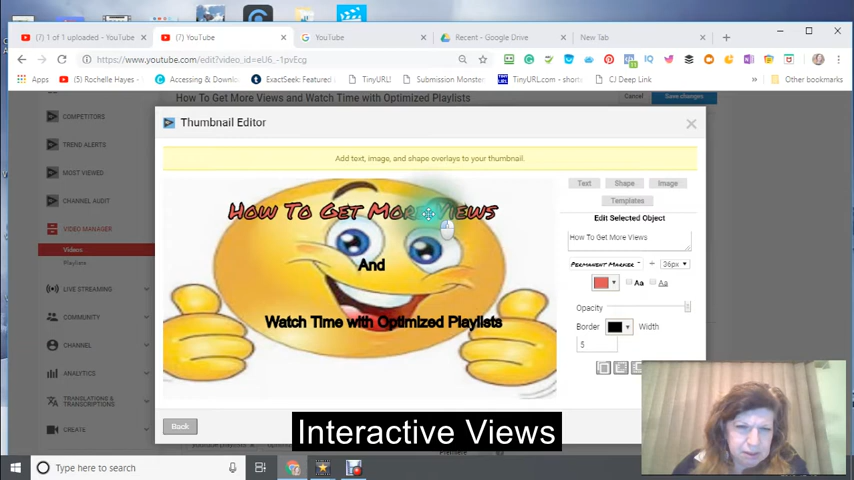 (7) 1 of 1 uploaded - YouTube
(7) YouTube
YouTube
Recent - Google Drive
New Tab
https://www.youtube.com/edit?video_id=eU6_-1pvEcg
Apps
(5) Rochelle Hayes -
Accessing & Downlo
ExactSeek: Featured
TinyURL!
Submission Monster
TinyURL.com - short
CJ Deep Link
Other bookmarks
COMPETITORS
How To Get More Views and Watch Time with Optimized Playlists
Cancel
Save changes
Thumbnail Editor
TREND ALERTS
Add text, image, and shape overlays to your thumbnail.
MOST VIEWED
Text
Shape
Image
CHANNEL AUDIT
Templates
How To Get More Views
Edit Selected Object
VIDEO MANAGER
How To Get More Views
Videos
Playlists
And
Permanent Marker
36px
LIVE STREAMING
Aa
Aa
Opacity
COMMUNITY
Watch Time with Optimized Playlists
Border
Width
CHANNEL
5
ANALYTICS
TRANSLATIONS &
TRANSCRIPTIONS
CREATE
Back
Interactive Views
Type here to search